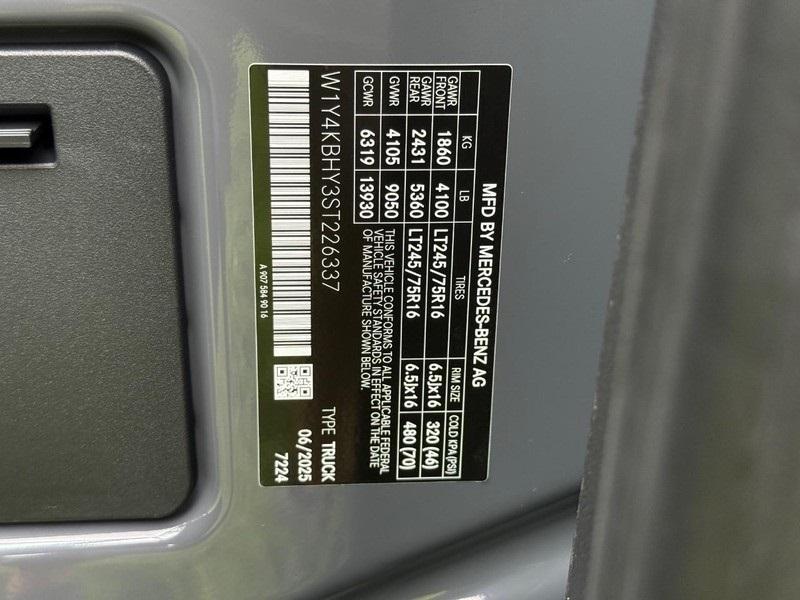 MFD BY MERCEDES-BENZ AG
KG LB TIRES RIM SIZE COLD KPA (PSI)
GAWR FRONT 1860 4100 LT245/75R16 6.5Jx16 320 (46)
GAWR REAR 2431 5360 LT245/75R16 6.5Jx16 480 (70)
GVWR 4105 9050
GCWR 6319 13930
THIS VEHICLE CONFORMS TO ALL APPLICABLE FEDERAL
VEHICLE SAFETY STANDARDS IN EFFECT ON THE DATE
OF MANUFACTURE SHOWN BELOW.
W1Y4KBHY3ST226337 TYPE TRUCK
06/2025
7224
A 907 584 90 16